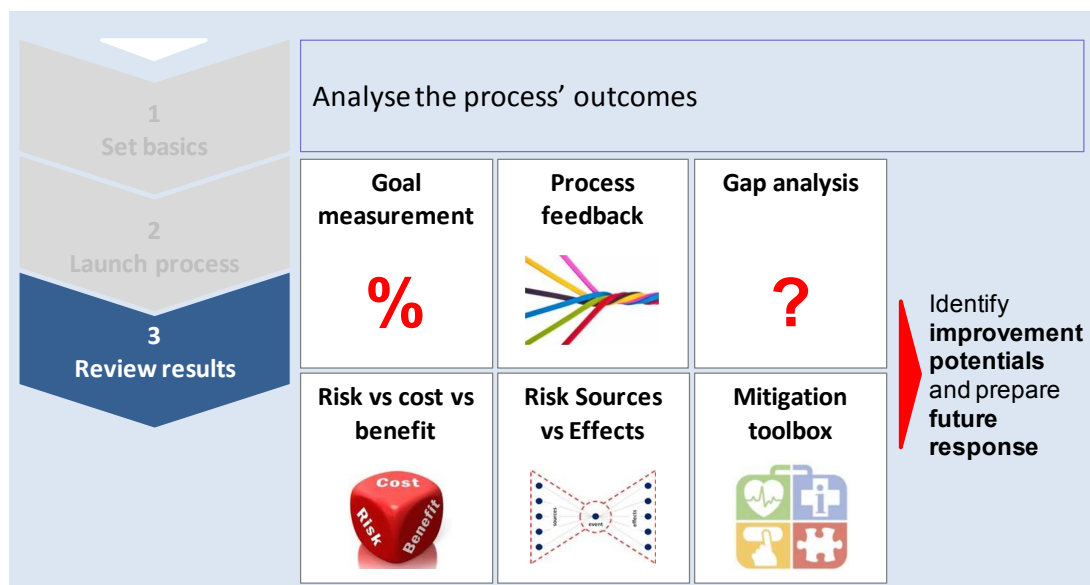 1
Set basics
2
Launch process
3
Review results
Analyse the process’ outcomes
Goal
measurement
%
Process
feedback
Gap analysis
?
Risk vs cost vs
benefit
Cost
Risk
Benefit
Risk Sources
vs Effects
sources
event
effects
Mitigation
toolbox
i
Identify
improvement
potentials
and prepare
future
response